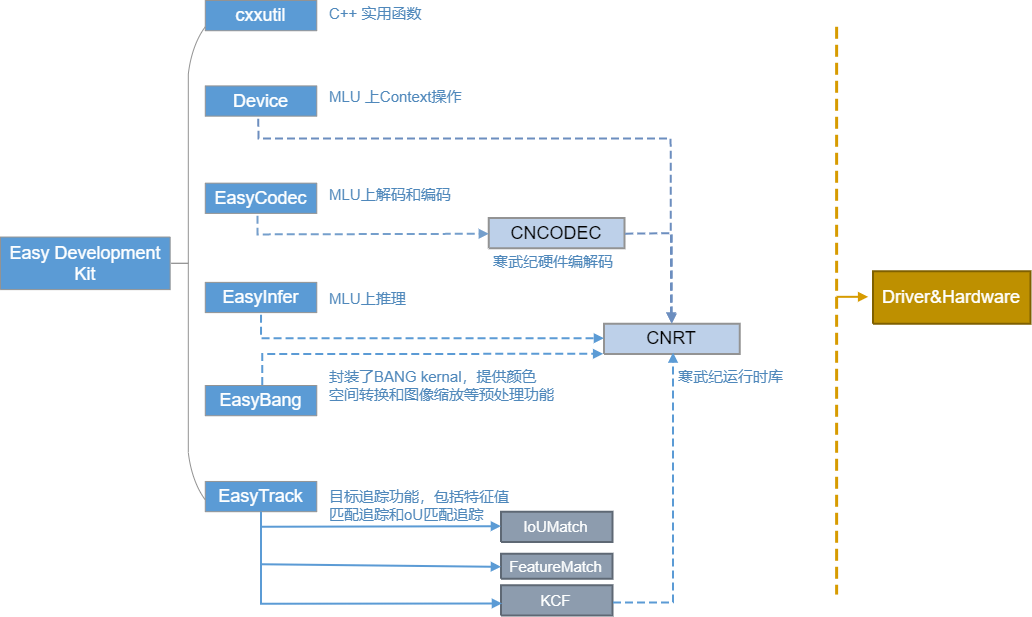 cxxutil
C++ 实用函数
Device
MLU 上Context操作
EasyCodec
MLU上解码和编码
CNCODEC
寒武纪硬件编解码
Easy Development
Kit
EasyInfer
MLU上推理
Driver&Hardware
CNRT
寒武纪运行时库
EasyBang
封装了BANG kernal，提供颜色
空间转换和图像缩放等预处理功能
EasyTrack
目标追踪功能，包括特征值
匹配追踪和oU匹配追踪
IoUMatch
FeatureMatch
KCF